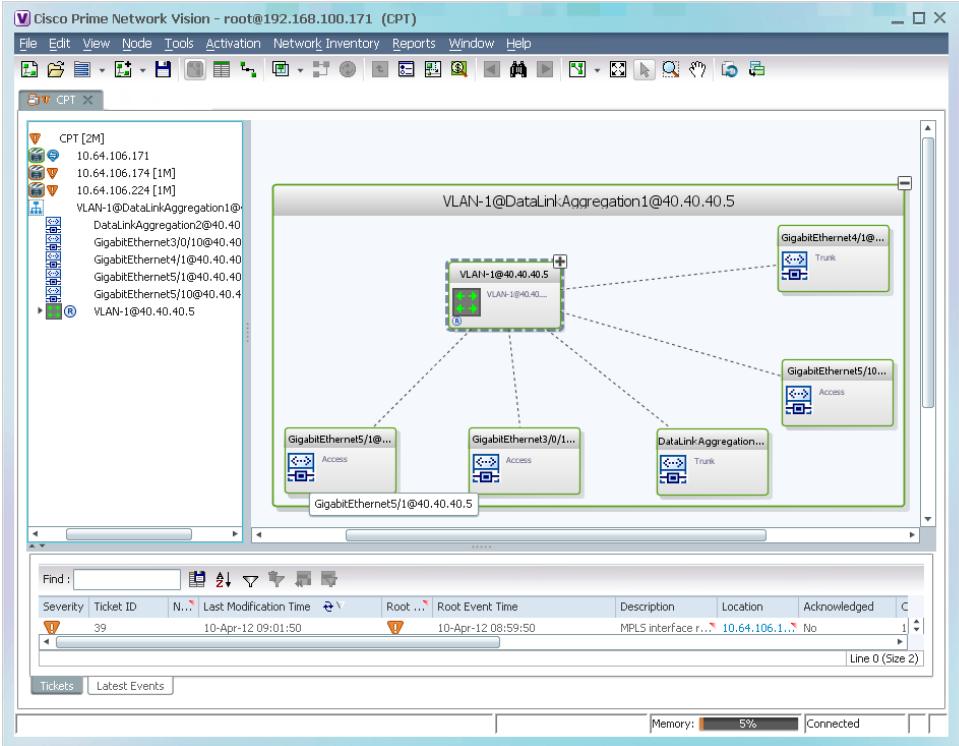 Cisco Prime Network Vision - root@192.168.100.171 (CPT)
File Edit View Node Tools Activation Network Inventory Reports Window Help
CPT
CPT [2M]
10.64.106.171
10.64.106.174 [1M]
10.64.106.224 [1M]
VLAN-1@DataLinkAggregation1@
DataLinkAggregation2@40.40
GigabitEthernet3/0/10@40.40
GigabitEthernet4/1@40.40.40
GigabitEthernet5/1@40.40.40
GigabitEthernet5/10@40.40.4
R VLAN-1@40.40.40.5
VLAN-1@DataLinkAggregation1@40.40.40.5
GigabitEthernet4/1@...
Trunk
VLAN-1@40.40.40.5
VLAN-1@40.40....
R
GigabitEthernet5/10...
Access
GigabitEthernet5/1@...
Access
GigabitEthernet3/0/1...
Access
DataLinkAggregation...
Trunk
GigabitEthernet5/1@40.40.40.5
Find :
Severity Ticket ID N... Last Modification Time Root ... Root Event Time Description Location Acknowledged C
39 10-Apr-12 09:01:50 10-Apr-12 08:59:50 MPLS interface r... 10.64.106.1... No 1
Line 0 (Size 2)
Tickets Latest Events
Memory: 5% Connected